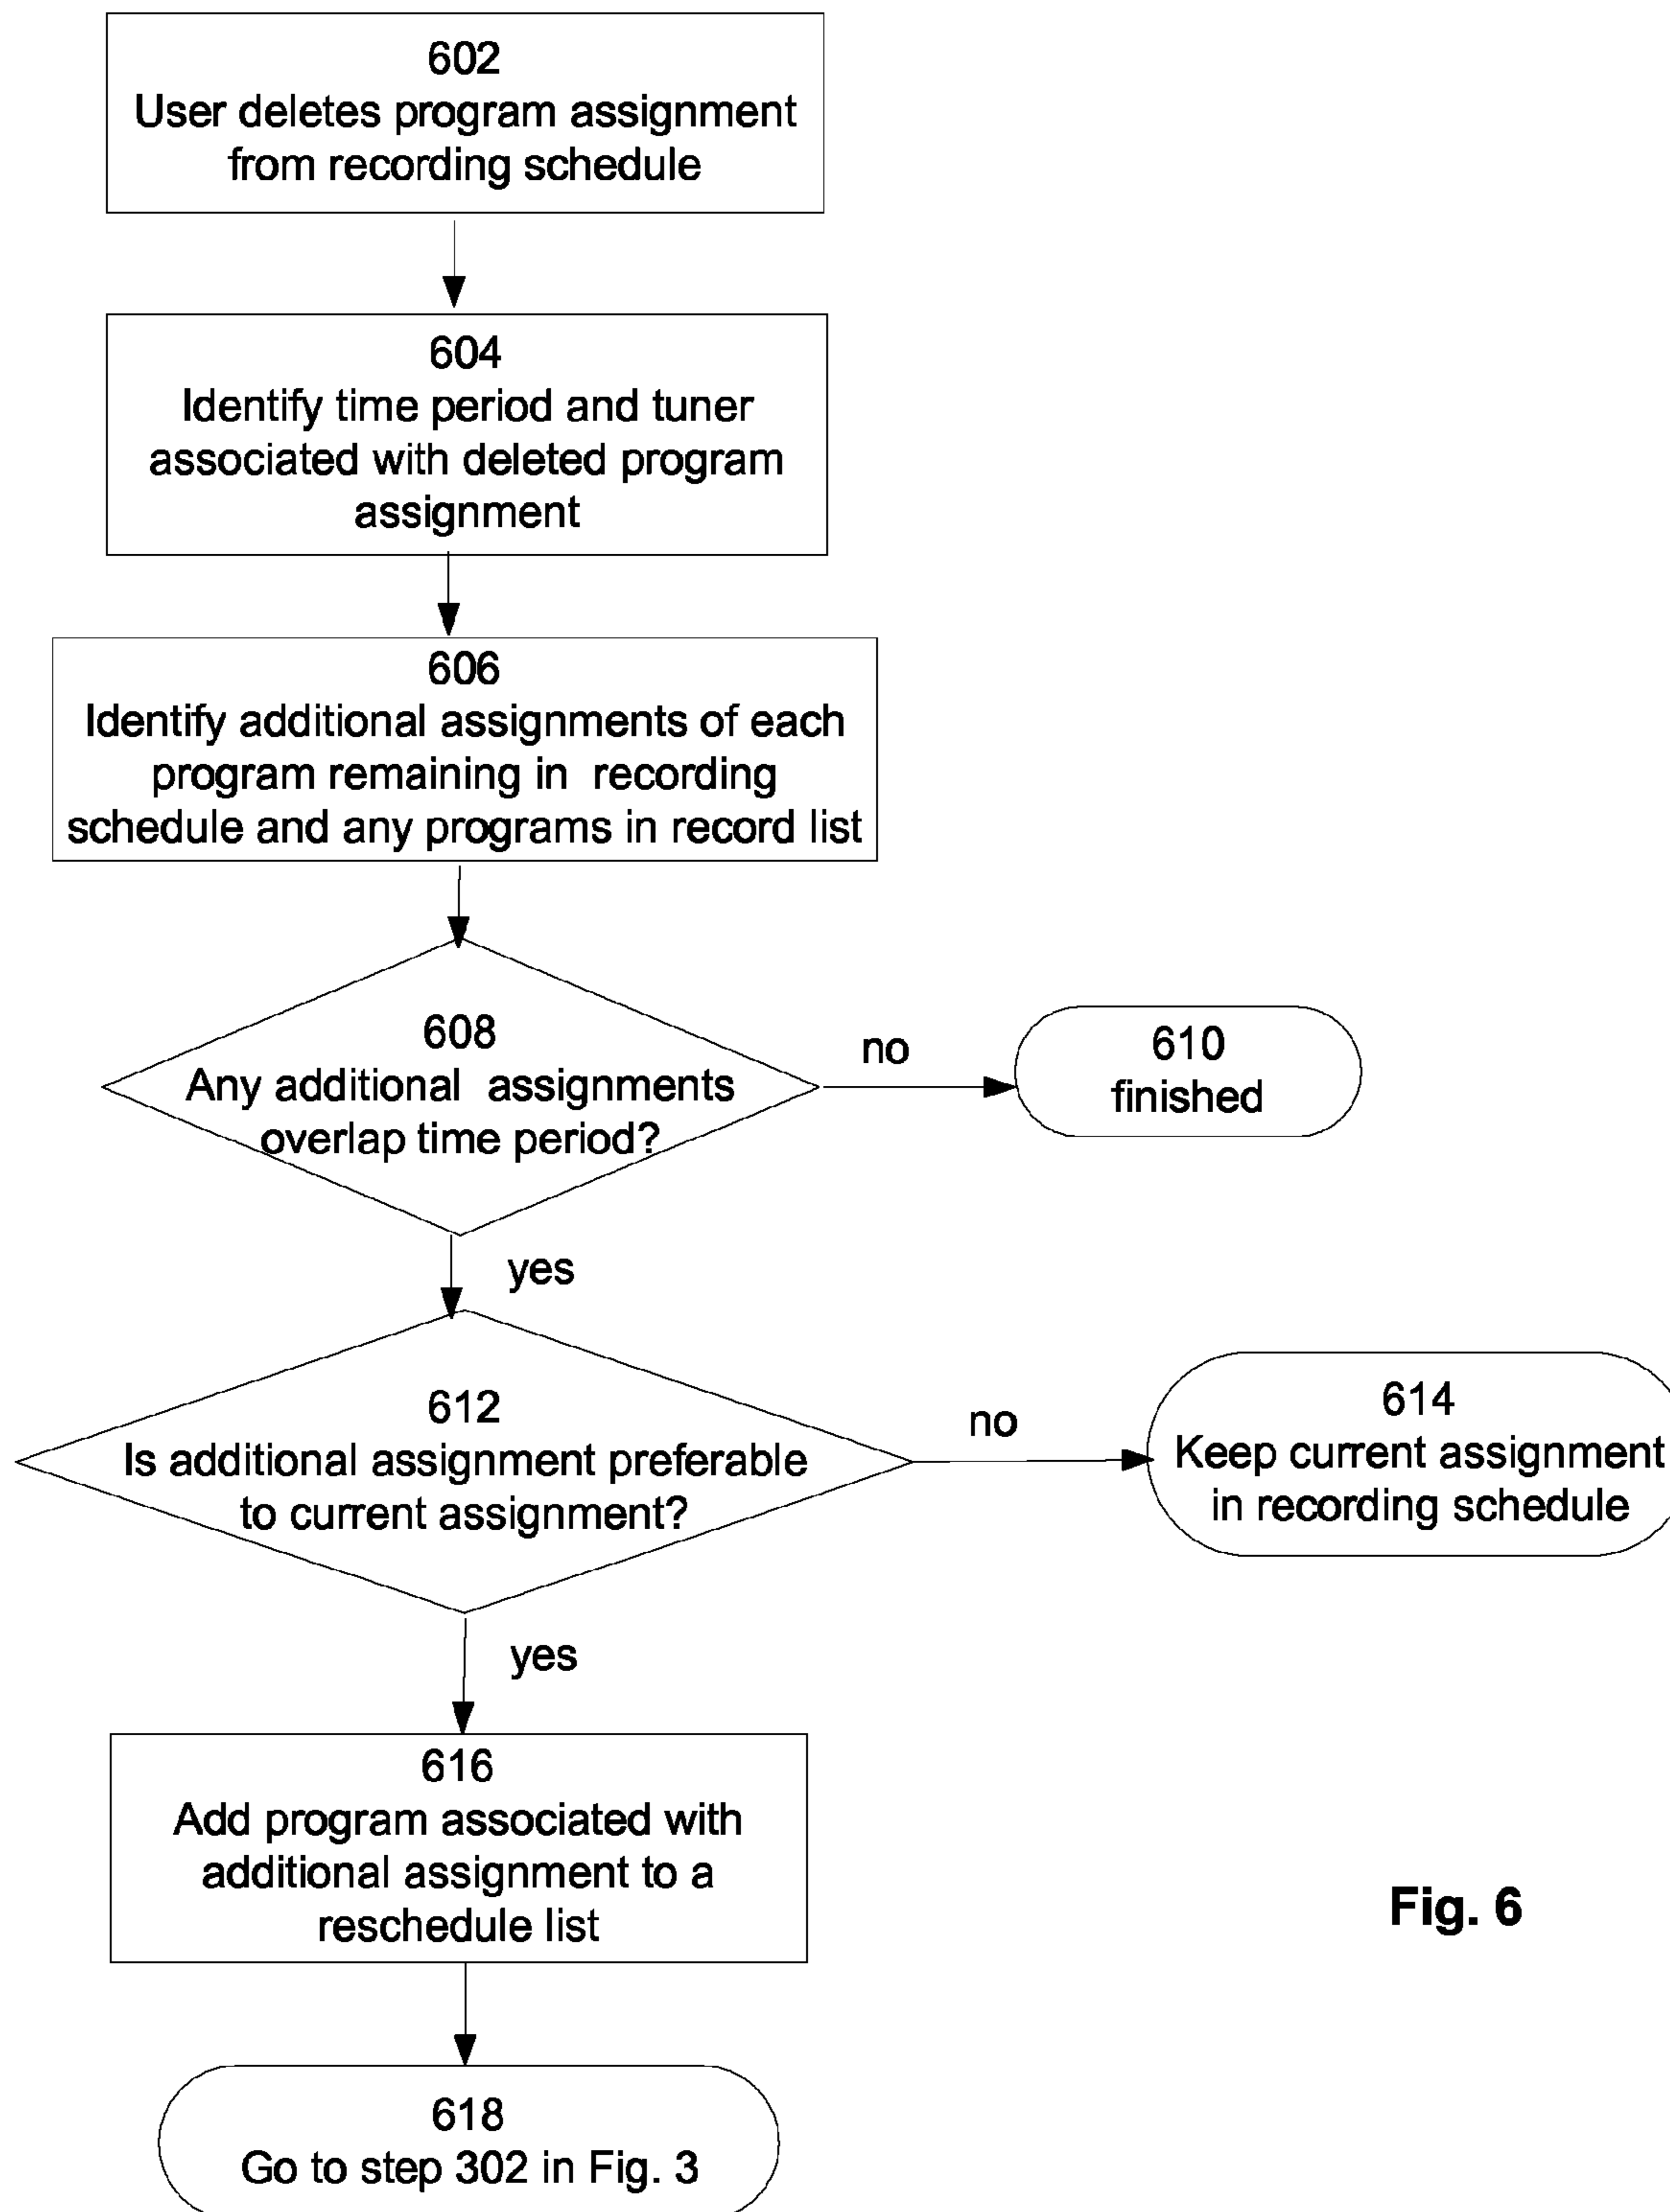 602
User deletes program assignment
from recording schedule
604
Identify time period and tuner
associated with deleted program
assignment
606
Identify additional assignments of each
program remaining in recording
schedule and any programs in record list
608
Any additional assignments
overlap time period?
no
610
finished
yes
612
Is additional assignment preferable
to current assignment?
no
614
Keep current assignment
in recording schedule
yes
616
Add program associated with
additional assignment to a
reschedule list
Fig. 6
618
Go to step 302 in Fig. 3